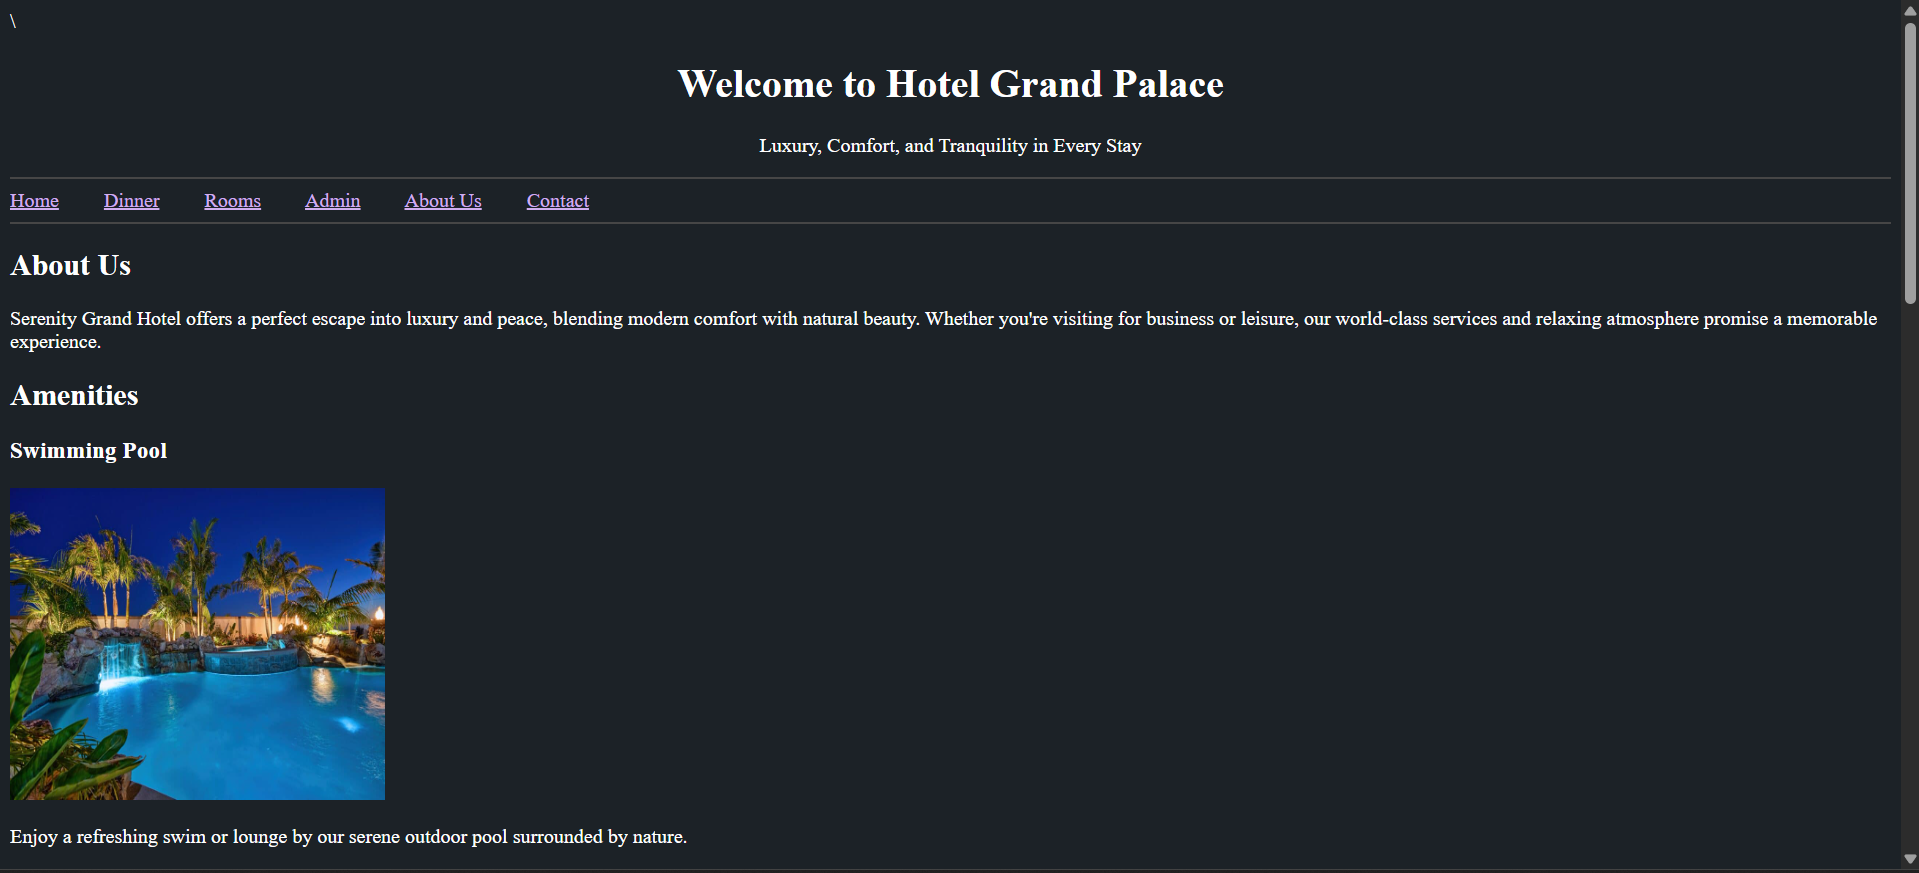 \
Welcome to Hotel Grand Palace
Luxury, Comfort, and Tranquility in Every Stay
Home Dinner Rooms Admin About Us Contact
About Us
Serenity Grand Hotel offers a perfect escape into luxury and peace, blending modern comfort with natural beauty. Whether you're visiting for business or leisure, our world-class services and relaxing atmosphere promise a memorable
experience.
Amenities
Swimming Pool
Enjoy a refreshing swim or lounge by our serene outdoor pool surrounded by nature.